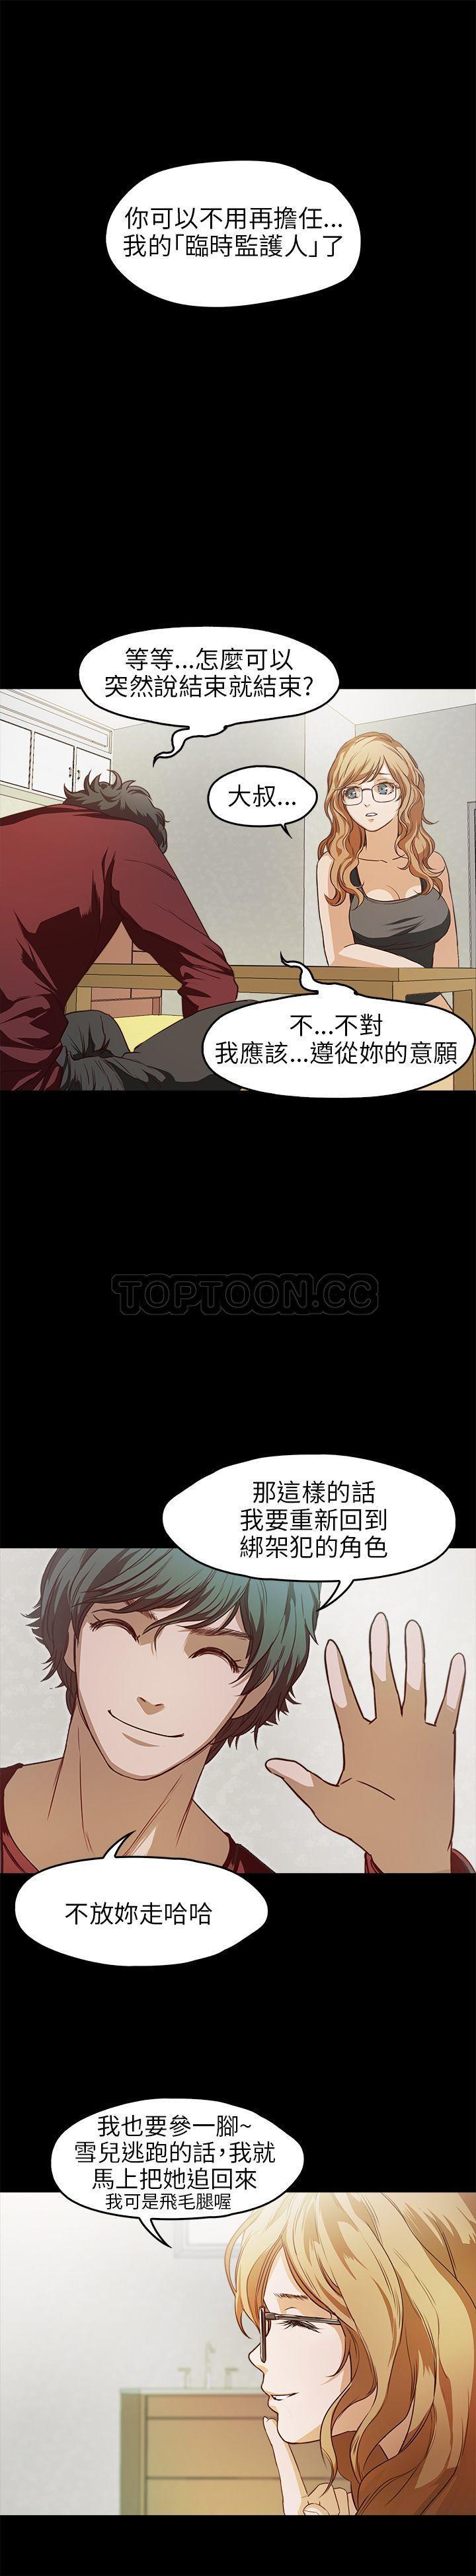 你可以不用再擔任...
我的「臨時監護人」了
等等...怎麼可以
突然說結束就結束?
大叔...
不...不對
我應該...遵從妳的意願
TOPTOON.CC
那這樣的話
我要重新回到
綁架犯的角色
不放妳走哈哈
我也要參一腳~
雪兒逃跑的話,我就
馬上把她追回來
我可是飛毛腿喔